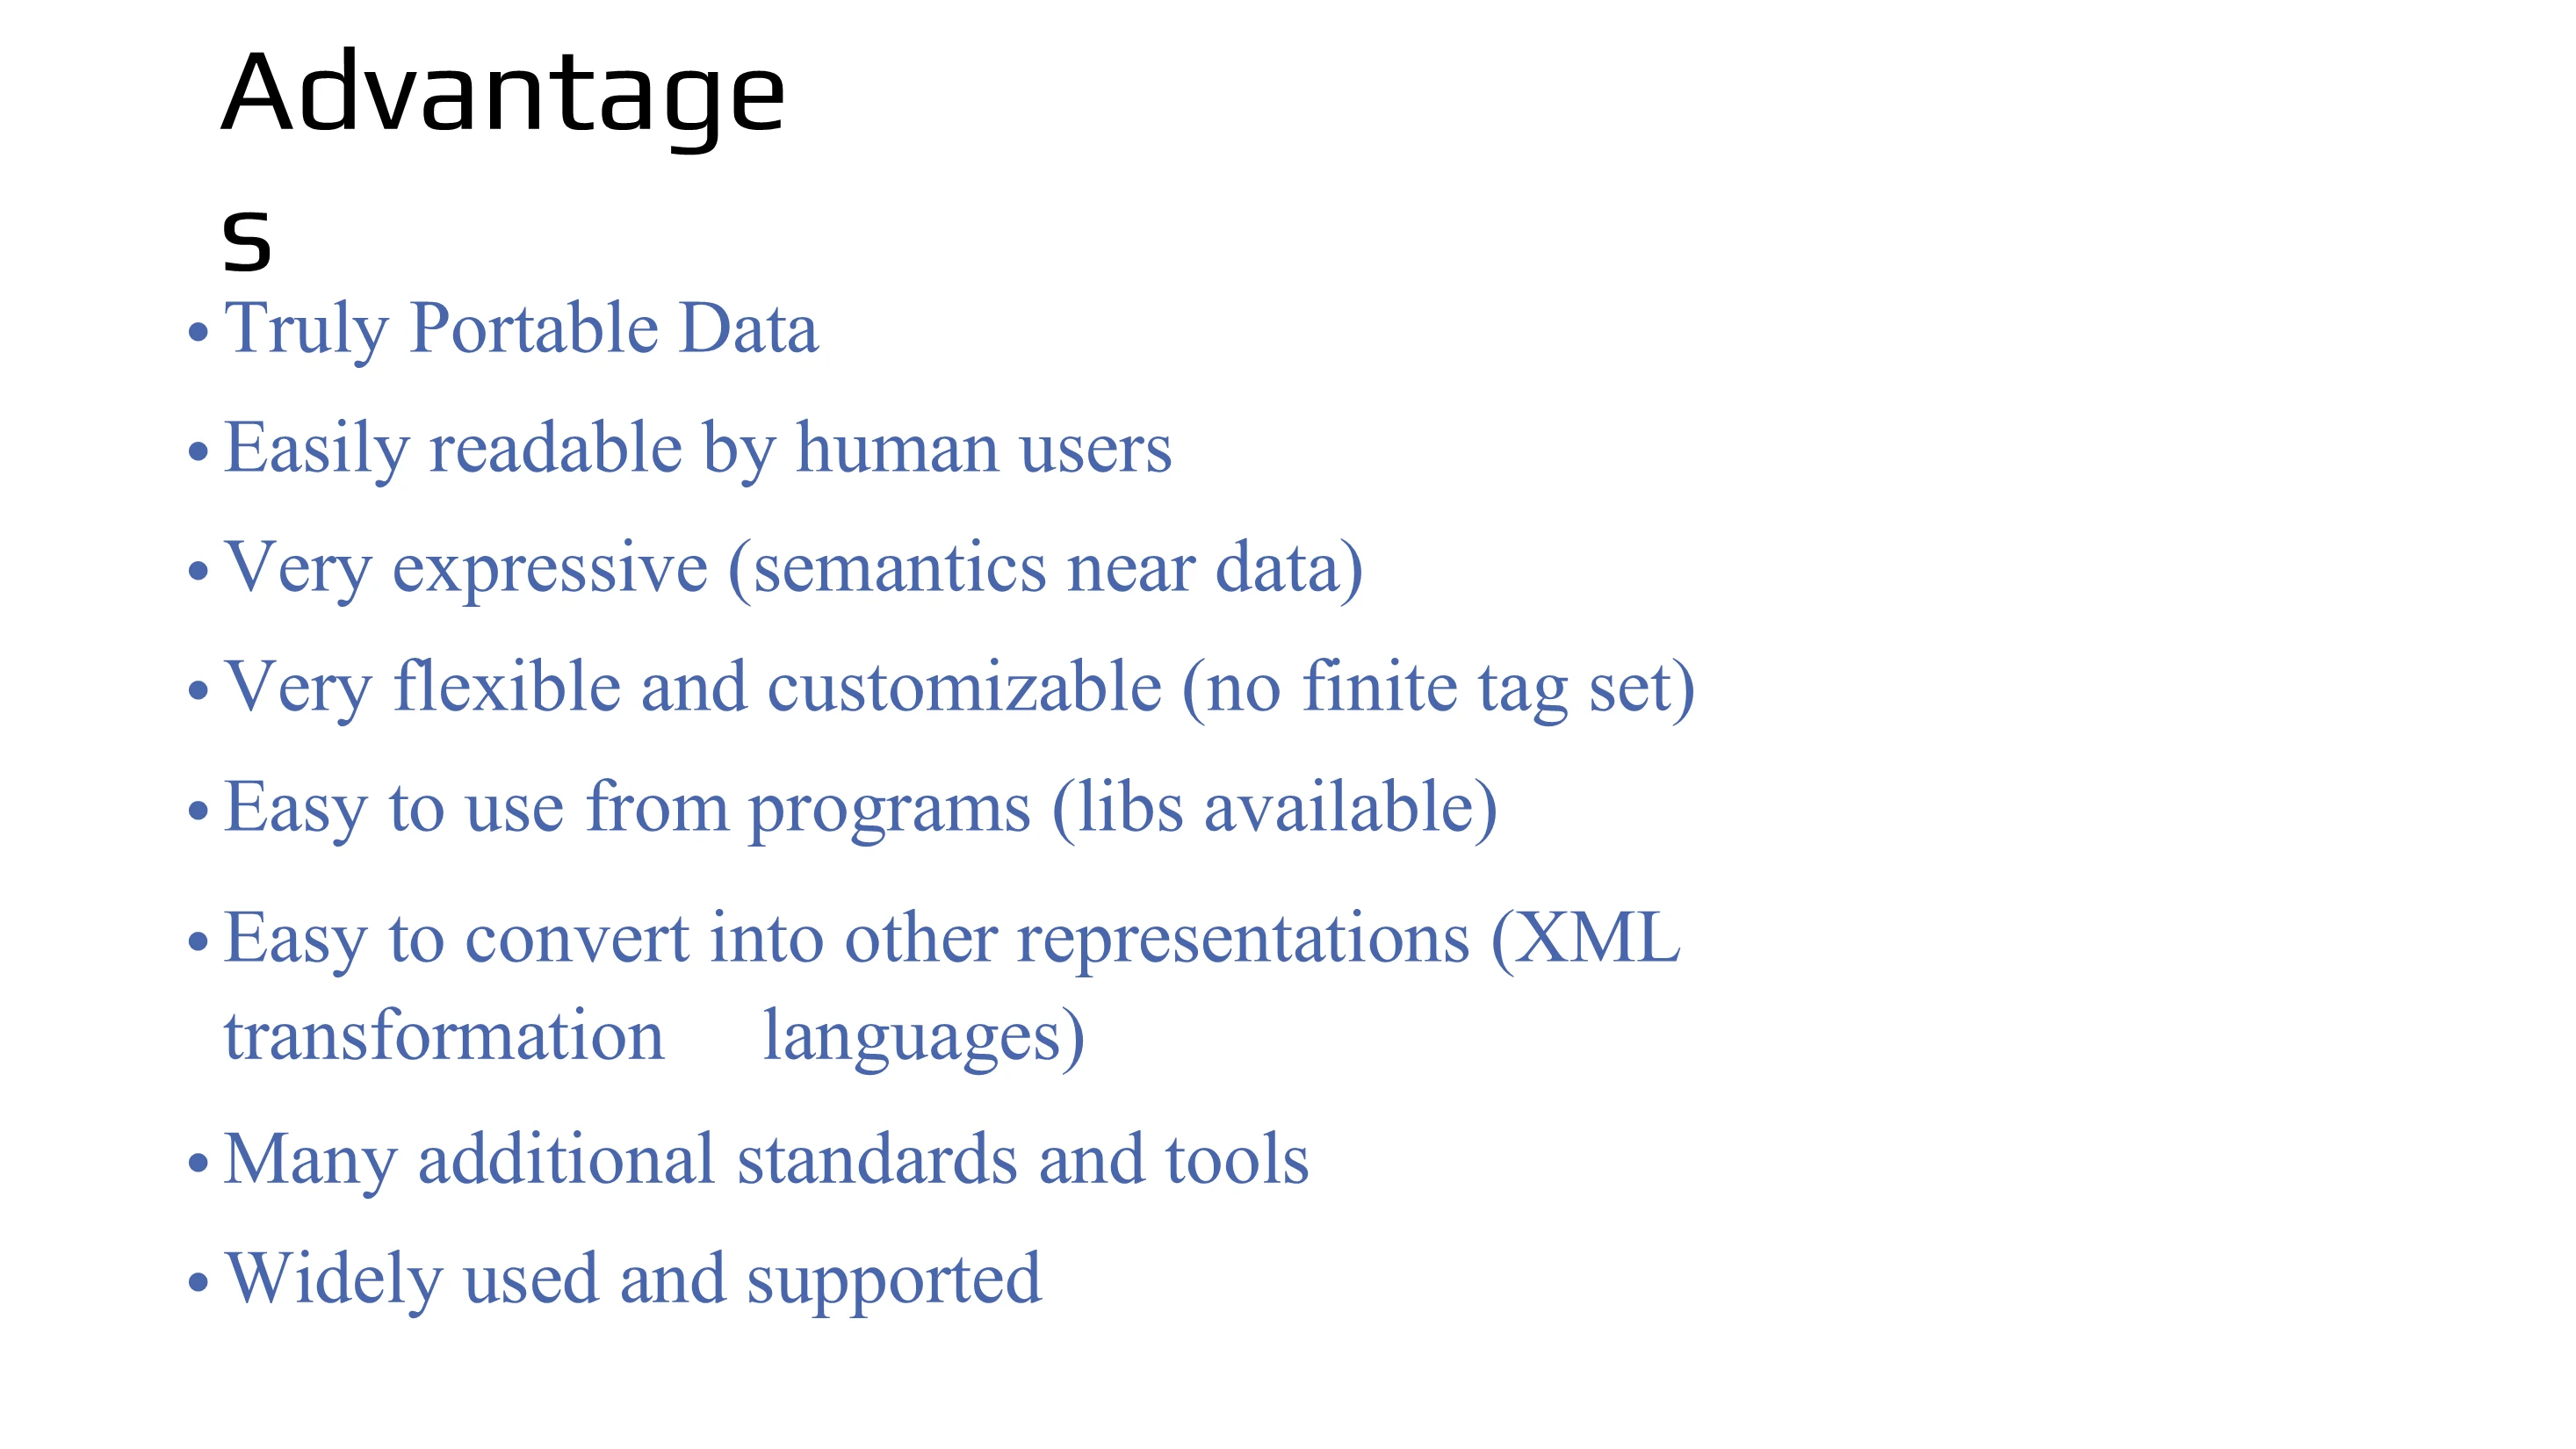 Advantage
s
• Truly Portable Data
• Easily readable by human users
• Very expressive (semantics near data)
• Very flexible and customizable (no finite tag set)
• Easy to use from programs (libs available)
• Easy to convert into other representations (XML
transformation languages)
• Many additional standards and tools
• Widely used and supported